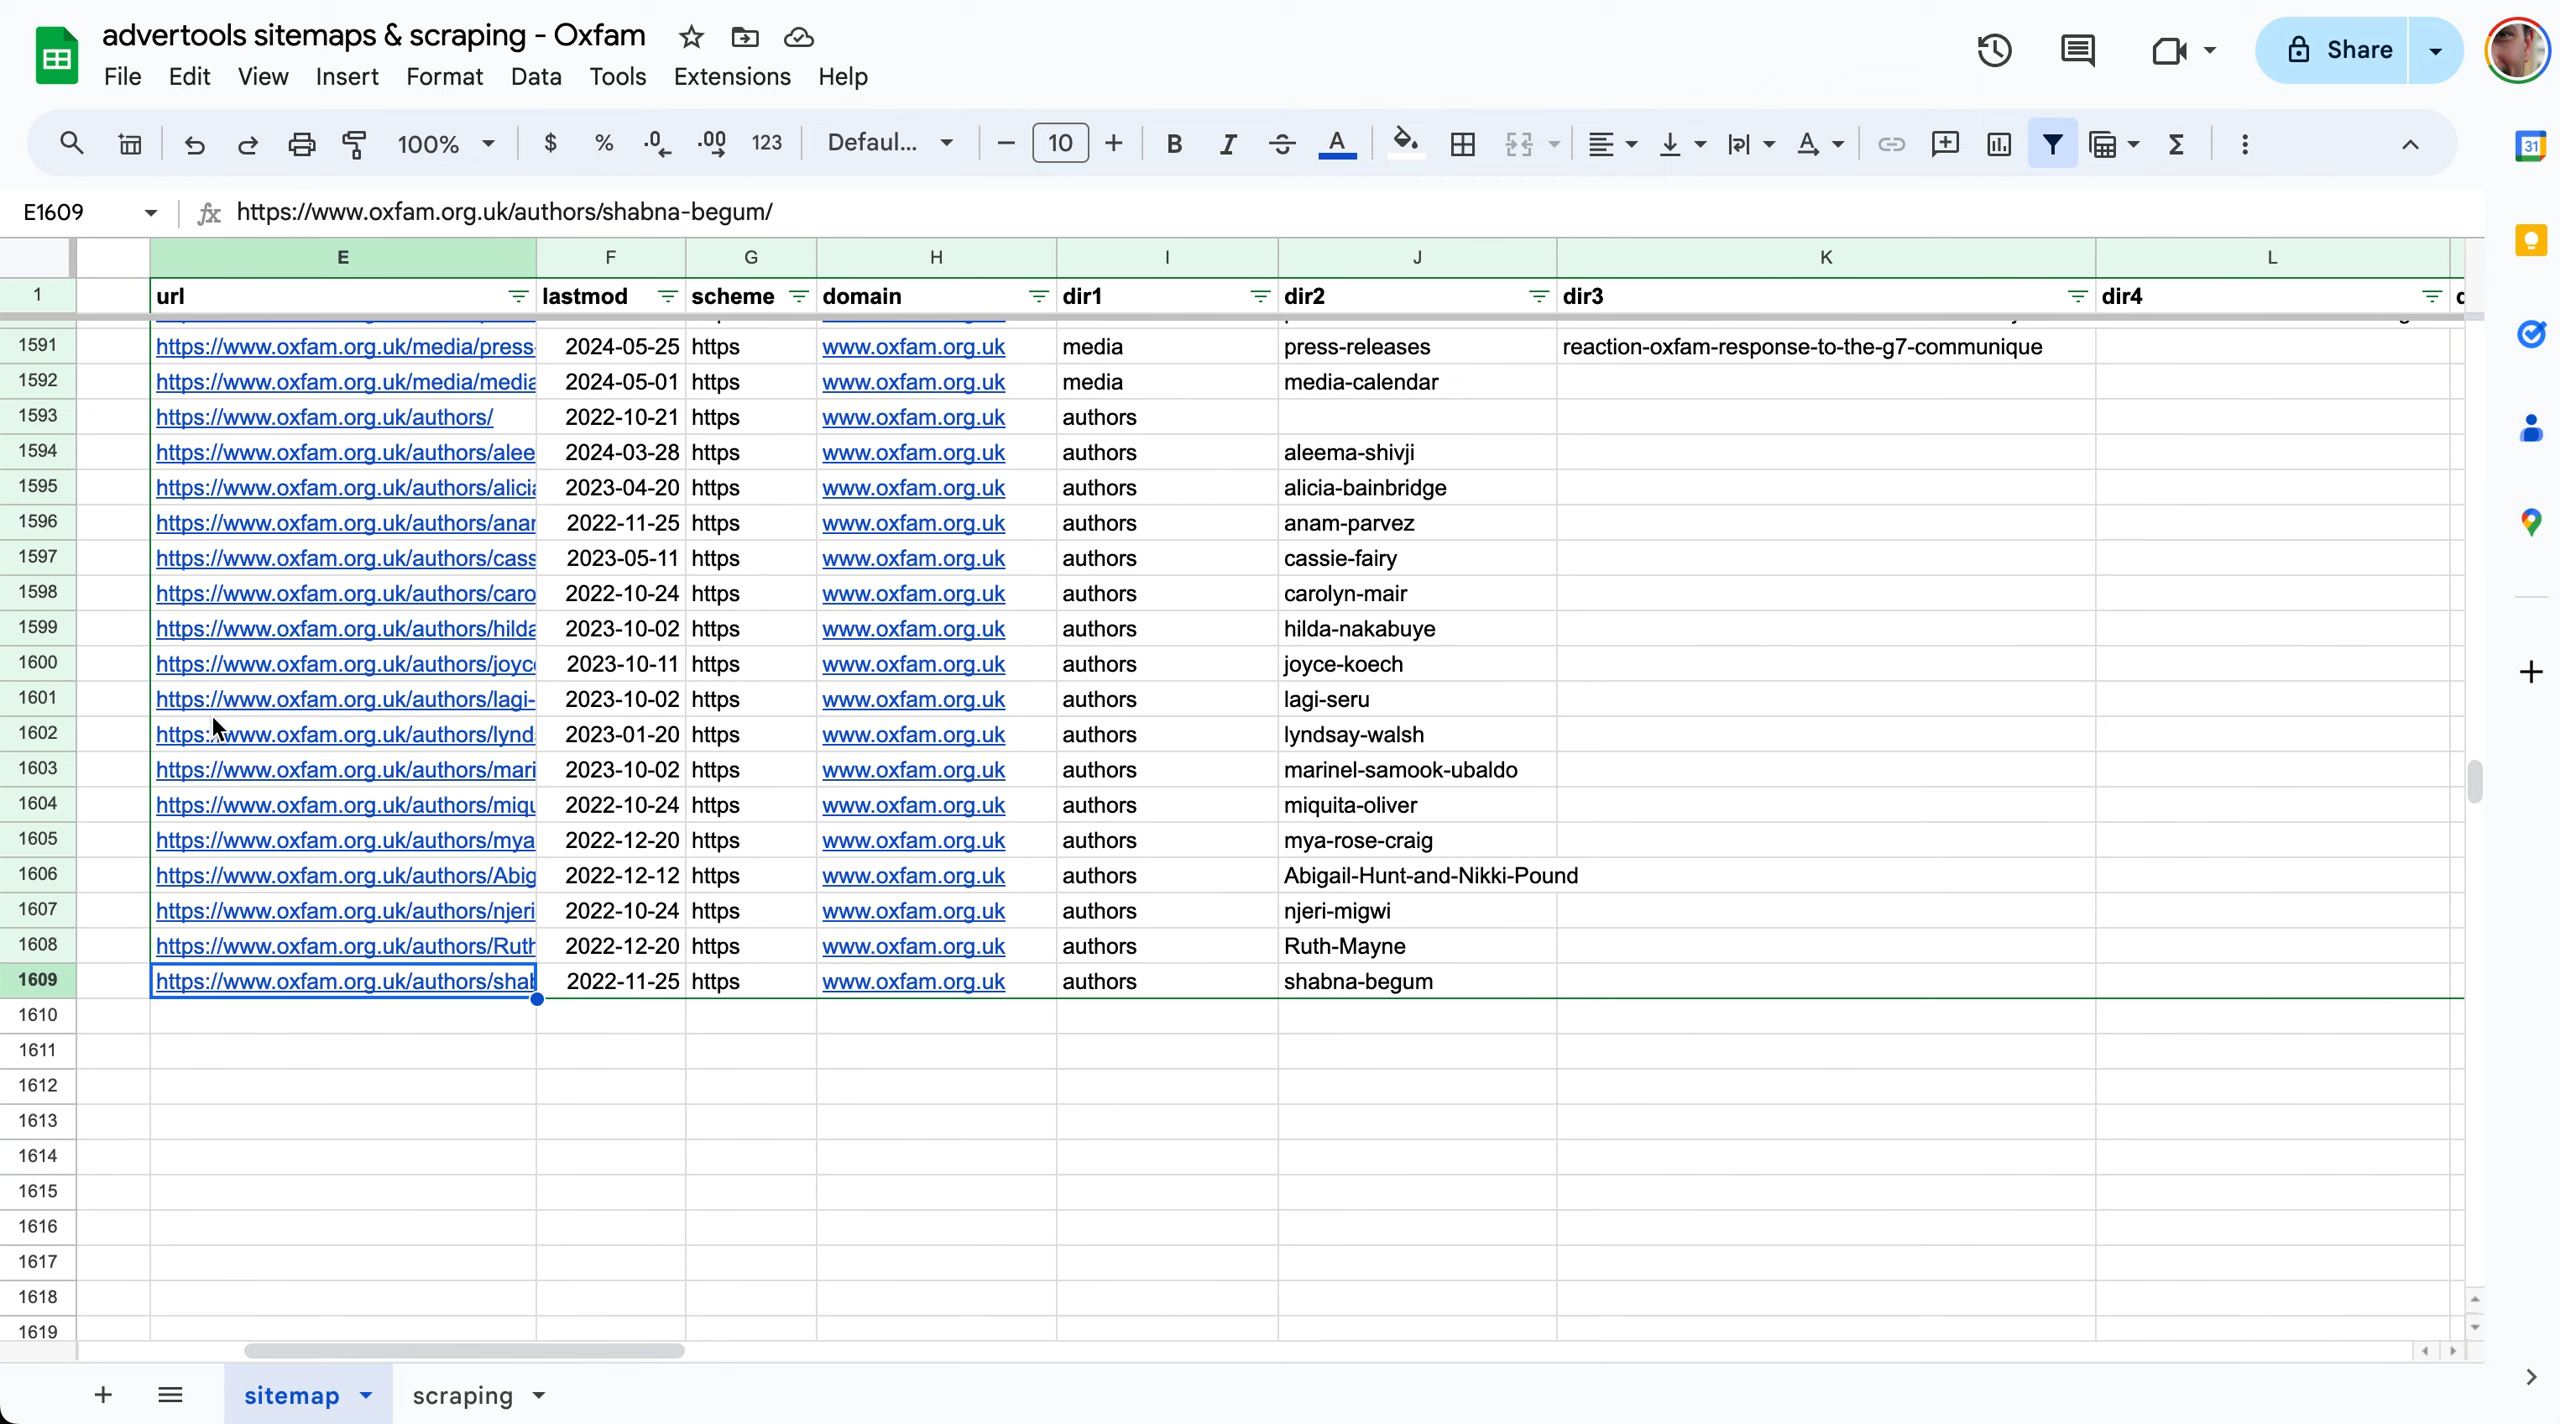 advertools sitemaps & scraping - Oxfam
File Edit View Insert Format Data Tools Extensions Help
Share
100% $ % .0 .00 123 Defaul... 10 B I A
31
E1609 fx https://www.oxfam.org.uk/authors/shabna-begum/
E F G H I J K L
1 url lastmod scheme domain dir1 dir2 dir3 dir4
1591 https://www.oxfam.org.uk/media/press- 2024-05-25 https www.oxfam.org.uk media press-releases reaction-oxfam-response-to-the-g7-communique
1592 https://www.oxfam.org.uk/media/media 2024-05-01 https www.oxfam.org.uk media media-calendar
1593 https://www.oxfam.org.uk/authors/ 2022-10-21 https www.oxfam.org.uk authors
1594 https://www.oxfam.org.uk/authors/alee 2024-03-28 https www.oxfam.org.uk authors aleema-shivji
1595 https://www.oxfam.org.uk/authors/alicia 2023-04-20 https www.oxfam.org.uk authors alicia-bainbridge
1596 https://www.oxfam.org.uk/authors/anar 2022-11-25 https www.oxfam.org.uk authors anam-parvez
1597 https://www.oxfam.org.uk/authors/cass 2023-05-11 https www.oxfam.org.uk authors cassie-fairy
1598 https://www.oxfam.org.uk/authors/caro 2022-10-24 https www.oxfam.org.uk authors carolyn-mair
1599 https://www.oxfam.org.uk/authors/hilda 2023-10-02 https www.oxfam.org.uk authors hilda-nakabuye
1600 https://www.oxfam.org.uk/authors/joyce 2023-10-11 https www.oxfam.org.uk authors joyce-koech
1601 https://www.oxfam.org.uk/authors/lagi- 2023-10-02 https www.oxfam.org.uk authors lagi-seru
1602 https://www.oxfam.org.uk/authors/lynds 2023-01-20 https www.oxfam.org.uk authors lyndsay-walsh
1603 https://www.oxfam.org.uk/authors/mari 2023-10-02 https www.oxfam.org.uk authors marinel-samook-ubaldo
1604 https://www.oxfam.org.uk/authors/miqu 2022-10-24 https www.oxfam.org.uk authors miquita-oliver
1605 https://www.oxfam.org.uk/authors/mya 2022-12-20 https www.oxfam.org.uk authors mya-rose-craig
1606 https://www.oxfam.org.uk/authors/Abig 2022-12-12 https www.oxfam.org.uk authors Abigail-Hunt-and-Nikki-Pound
1607 https://www.oxfam.org.uk/authors/njeri 2022-10-24 https www.oxfam.org.uk authors njeri-migwi
1608 https://www.oxfam.org.uk/authors/Ruth 2022-12-20 https www.oxfam.org.uk authors Ruth-Mayne
1609 https://www.oxfam.org.uk/authors/shab 2022-11-25 https www.oxfam.org.uk authors shabna-begum
1610
1611
1612
1613
1614
1615
1616
1617
1618
1619
sitemap scraping